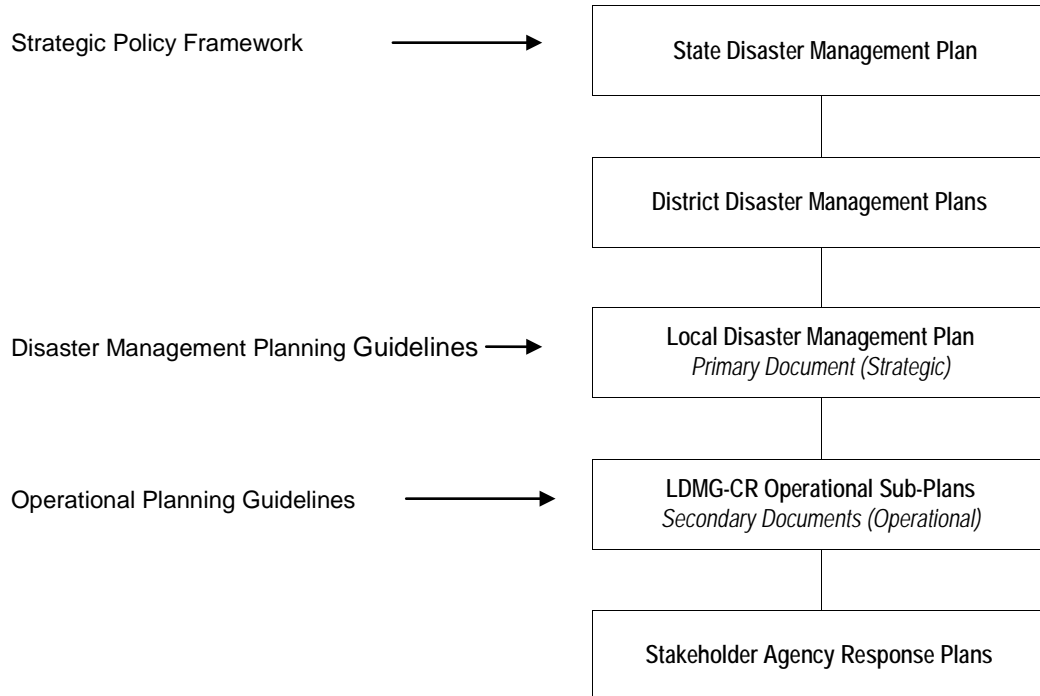 Strategic Policy Framework
State Disaster Management Plan
District Disaster Management Plans
Disaster Management Planning Guidelines
Local Disaster Management Plan
Primary Document (Strategic)
Operational Planning Guidelines
LDMG-CR Operational Sub-Plans
Secondary Documents (Operational)
Stakeholder Agency Response Plans